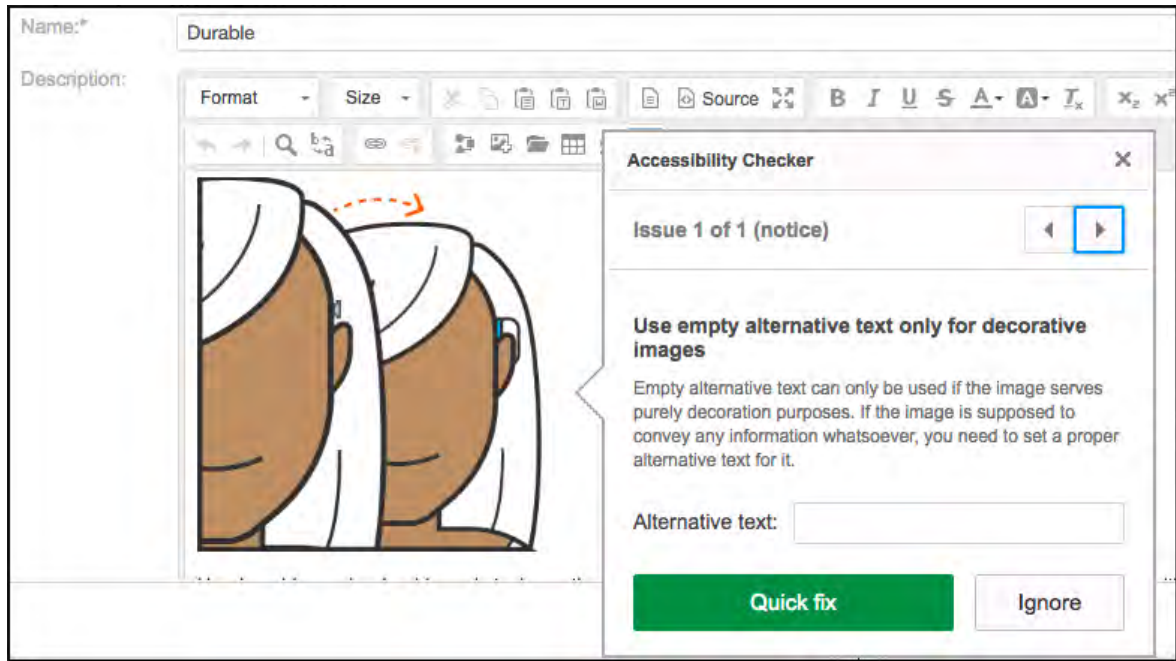 Name:*
Durable
Description:
Format
Size
Source
B I U S A A Tx x₂ x²
b a
Accessibility Checker
Issue 1 of 1 (notice)
Use empty alternative text only for decorative
images
Empty alternative text can only be used if the image serves
purely decoration purposes. If the image is supposed to
convey any information whatsoever, you need to set a proper
alternative text for it.
Alternative text:
Quick fix
Ignore